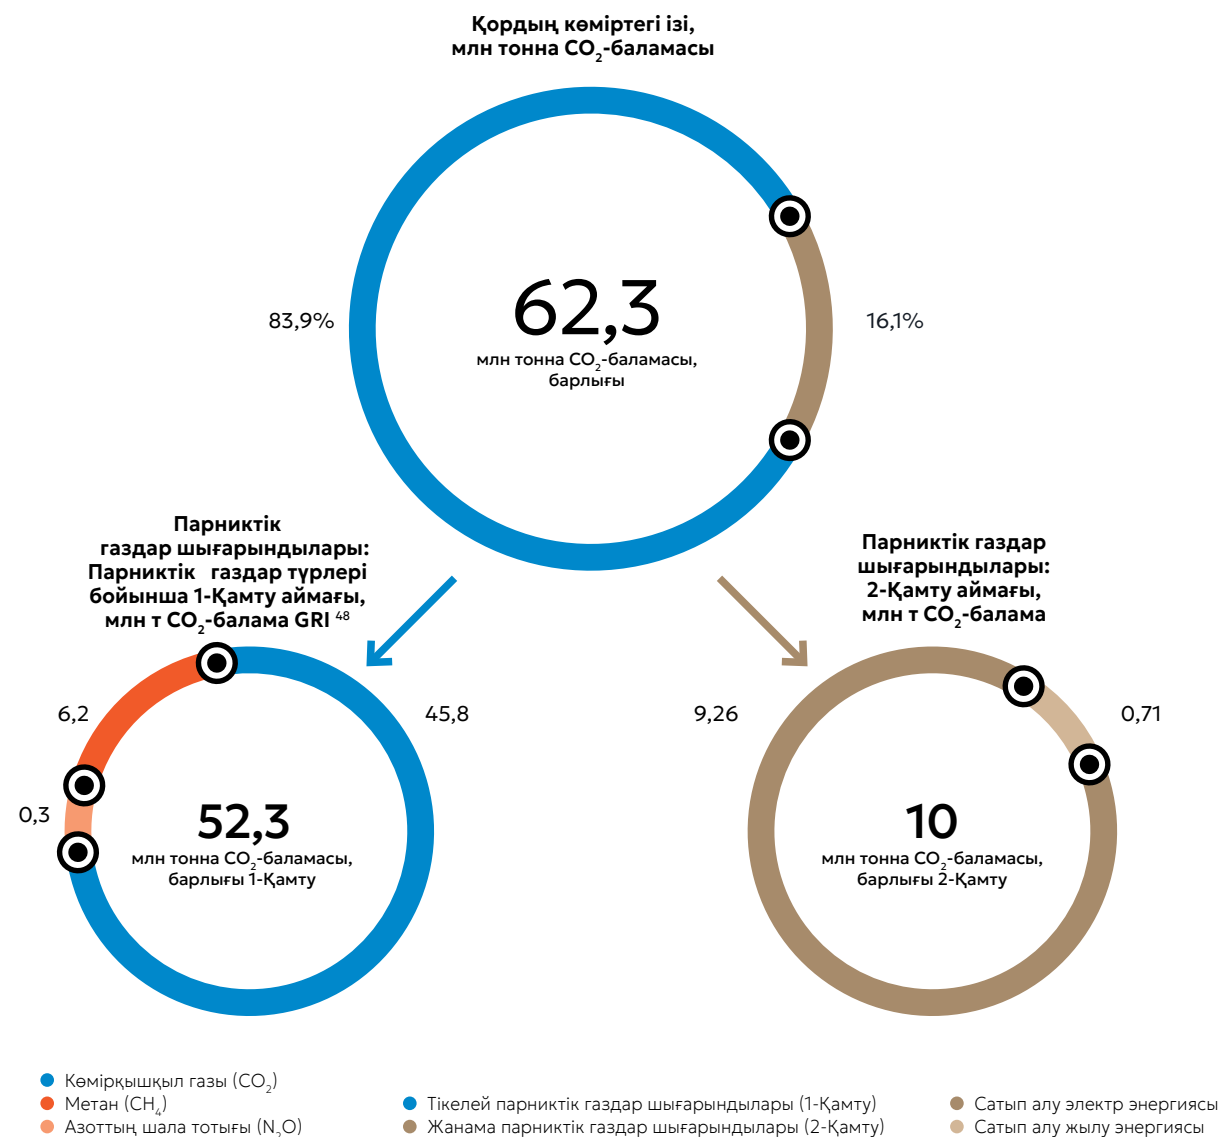 Қордың көміртегі ізі,
млн тонна CO₂-баламасы
83,9%
62,3
млн тонна CO₂-баламасы,
барлығы
16,1%
Парниктік
газдар шығарындылары:
Парниктік газдар түрлері
бойынша 1-Қамту аймағы,
млн т CO₂-балама GRI ⁴⁸
6,2
45,8
0,3
52,3
млн тонна CO₂-баламасы,
барлығы 1-Қамту
Парниктік газдар
шығарындылары:
2-Қамту аймағы,
млн т CO₂-балама
9,26
0,71
10
млн тонна CO₂-баламасы,
барлығы 2-Қамту
Көмірқышқыл газы (CO₂)
Метан (CH₄)
Азоттың шала тотығы (N₂O)
Тікелей парниктік газдар шығарындылары (1-Қамту)
Жанама парниктік газдар шығарындылары (2-Қамту)
Сатып алу электр энергиясы
Сатып алу жылу энергиясы